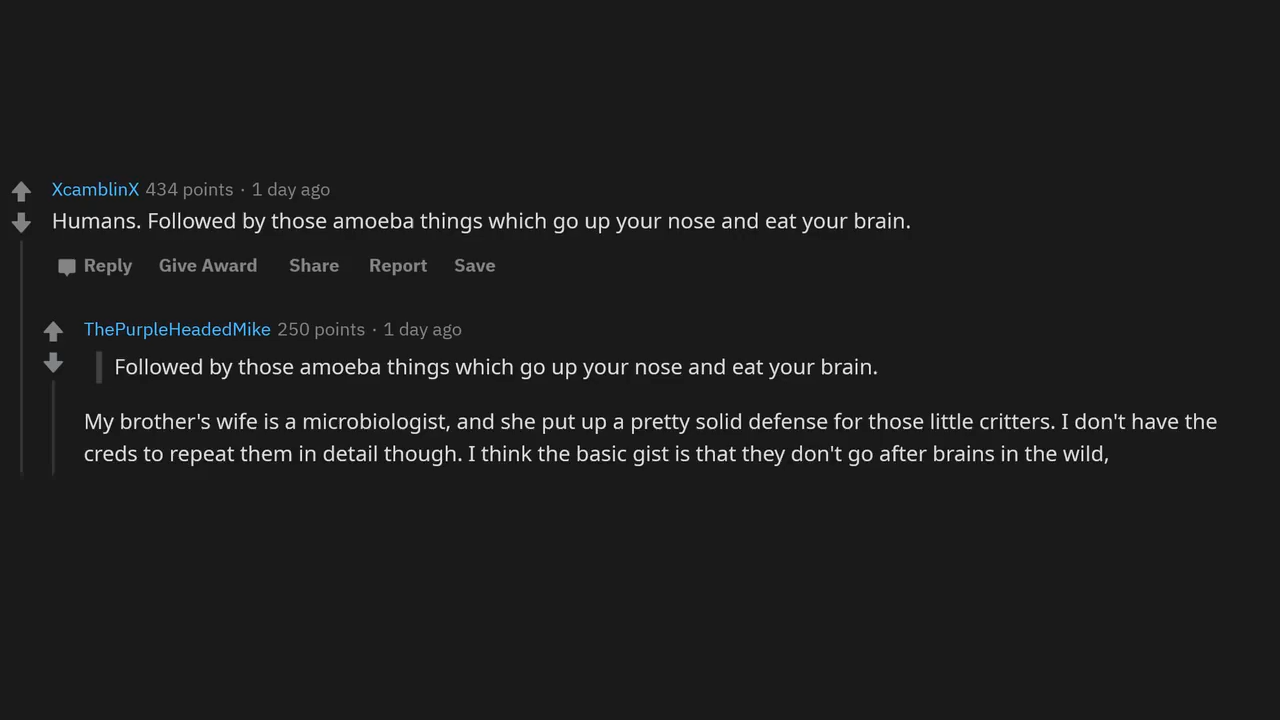 XcamblinX 434 points · 1 day ago
Humans. Followed by those amoeba things which go up your nose and eat your brain.
Reply Give Award Share Report Save
ThePurpleHeadedMike 250 points · 1 day ago
Followed by those amoeba things which go up your nose and eat your brain.
My brother's wife is a microbiologist, and she put up a pretty solid defense for those little critters. I don't have the
creds to repeat them in detail though. I think the basic gist is that they don't go after brains in the wild,